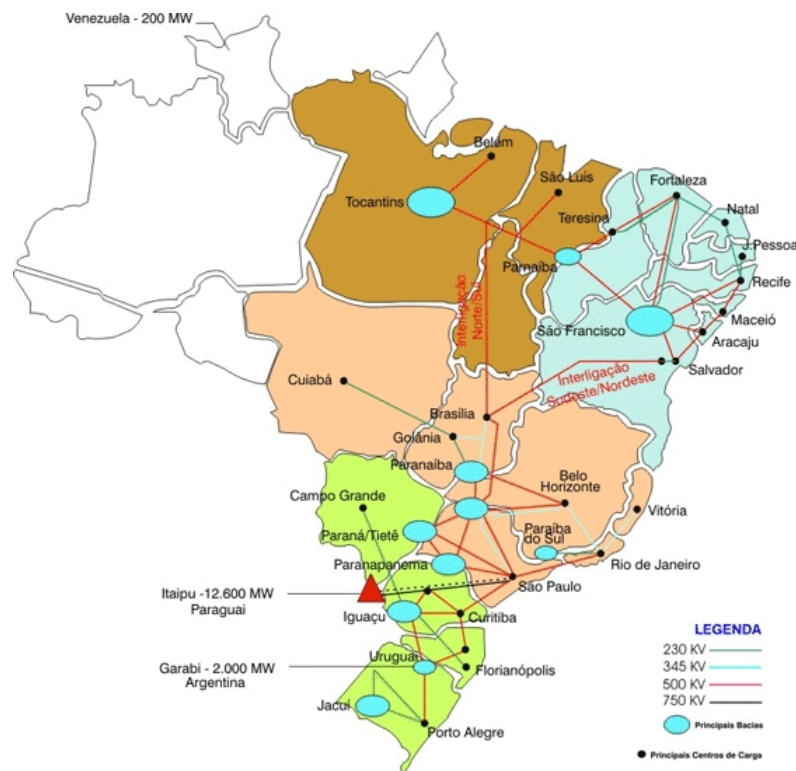 Venezuela - 200 MW
Belém
São Luís
Fortaleza
Tocantins
Teresina
Natal
J.Pessoa
Parnaíba
Recife
Interligação
Norte/Sul
Maceió
São Francisco
Aracaju
Salvador
Interligação
Sudoste/Nordeste
Cuiabá
Brasília
Goiânia
Paranaíba
Belo
Horizonte
Campo Grande
Vitória
Paraná/Tietê
Paraíba
do Sul
Paranapanema
Rio de Janeiro
São Paulo
Itaipu -12.600 MW
Paraguai
Iguaçu
Curitiba
Uruguai
Garabi - 2.000 MW
Argentina
Florianópolis
Jacuí
Porto Alegre
LEGENDA
230 KV
345 KV
500 KV
750 KV
Principais Bacias
Principais Centros de Carga